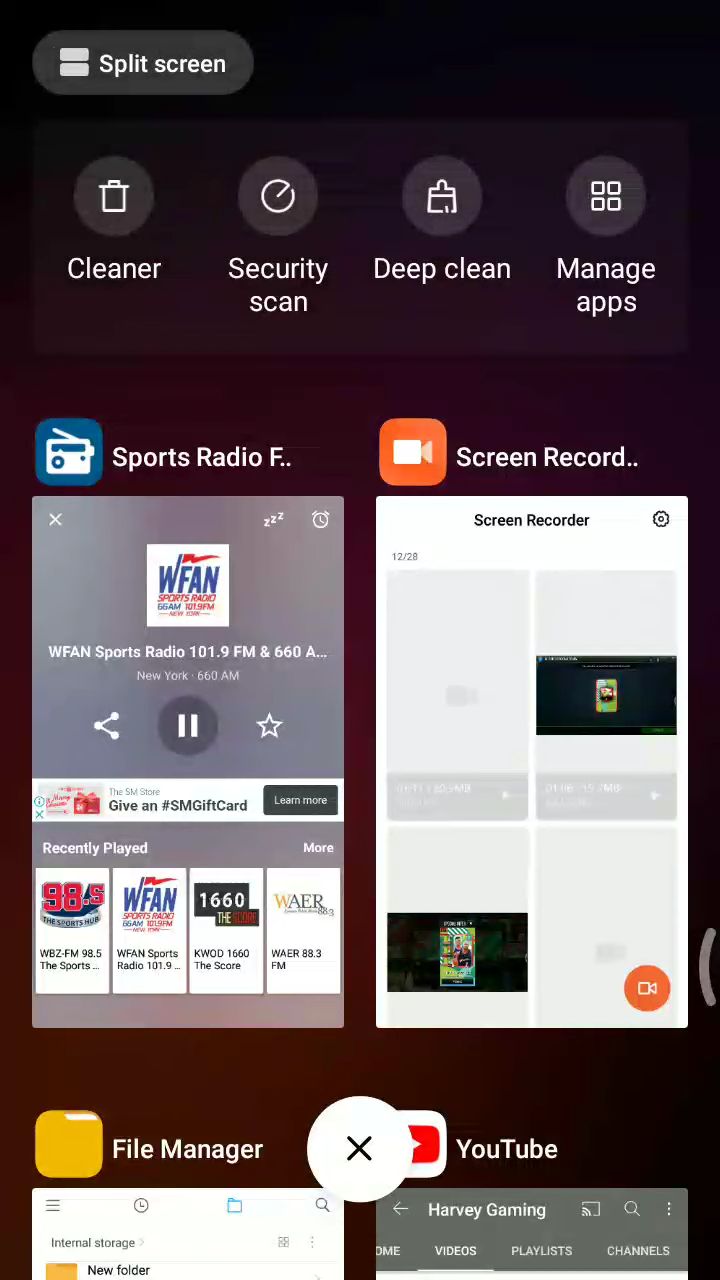 Split screen
Cleaner
Security
scan
Deep clean
Manage
apps
Sports Radio F..
Screen Record..
zzz
WFAN
SPORTS RADIO
66AM 101.9FM
NEW YORK
WFAN Sports Radio 101.9 FM & 660 A...
New York · 660 AM
The SM Store
Give an #SMGiftCard
Learn more
Recently Played
More
98.5
THE SPORTS HUB
WFAN
SPORTS RADIO
66AM 101.9FM
NEW YORK
1660
THE SCORE
WAER
88.3
WBZ-FM 98.5
The Sports ...
WFAN Sports
Radio 101.9 ...
KWOD 1660
The Score
WAER 88.3
FM
Screen Recorder
12/28
File Manager
YouTube
Internal storage
New folder
Harvey Gaming
OME
VIDEOS
PLAYLISTS
CHANNELS